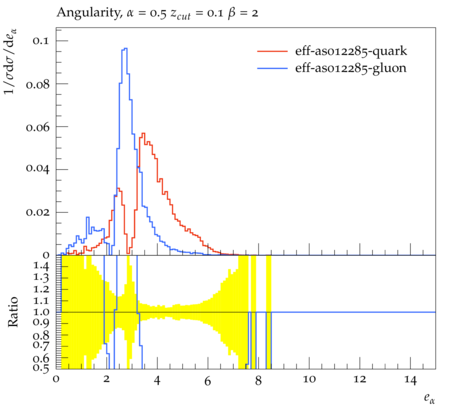 Angularity, α = 0.5 z_cut = 0.1 β = 2
1/σdσ/de_α
0.1
0.08
0.06
0.04
0.02
0
eff-as012285-quark
eff-as012285-gluon
Ratio
1.4
1.3
1.2
1.1
1.0
0.9
0.8
0.7
0.6
0.5
0 2 4 6 8 10 12 14
e_α